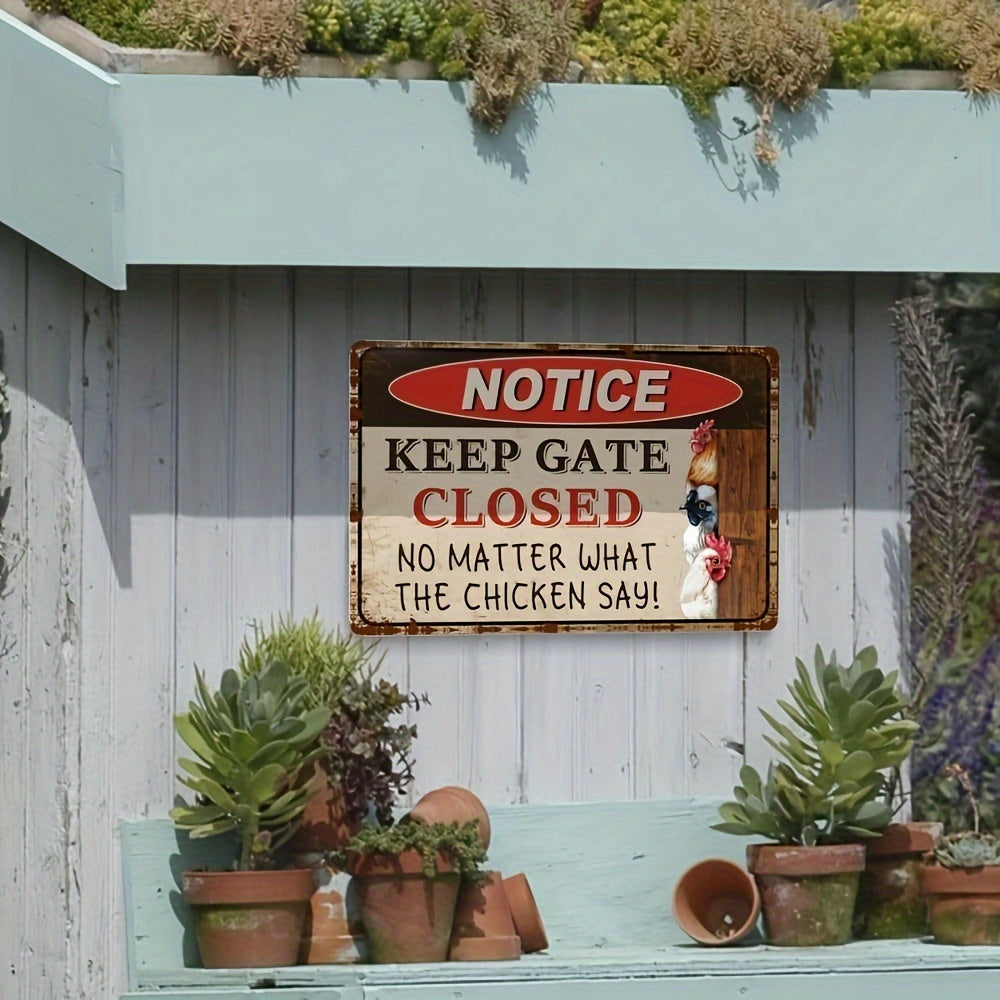 NOTICE
KEEP GATE
CLOSED
NO MATTER WHAT
THE CHICKEN SAY!